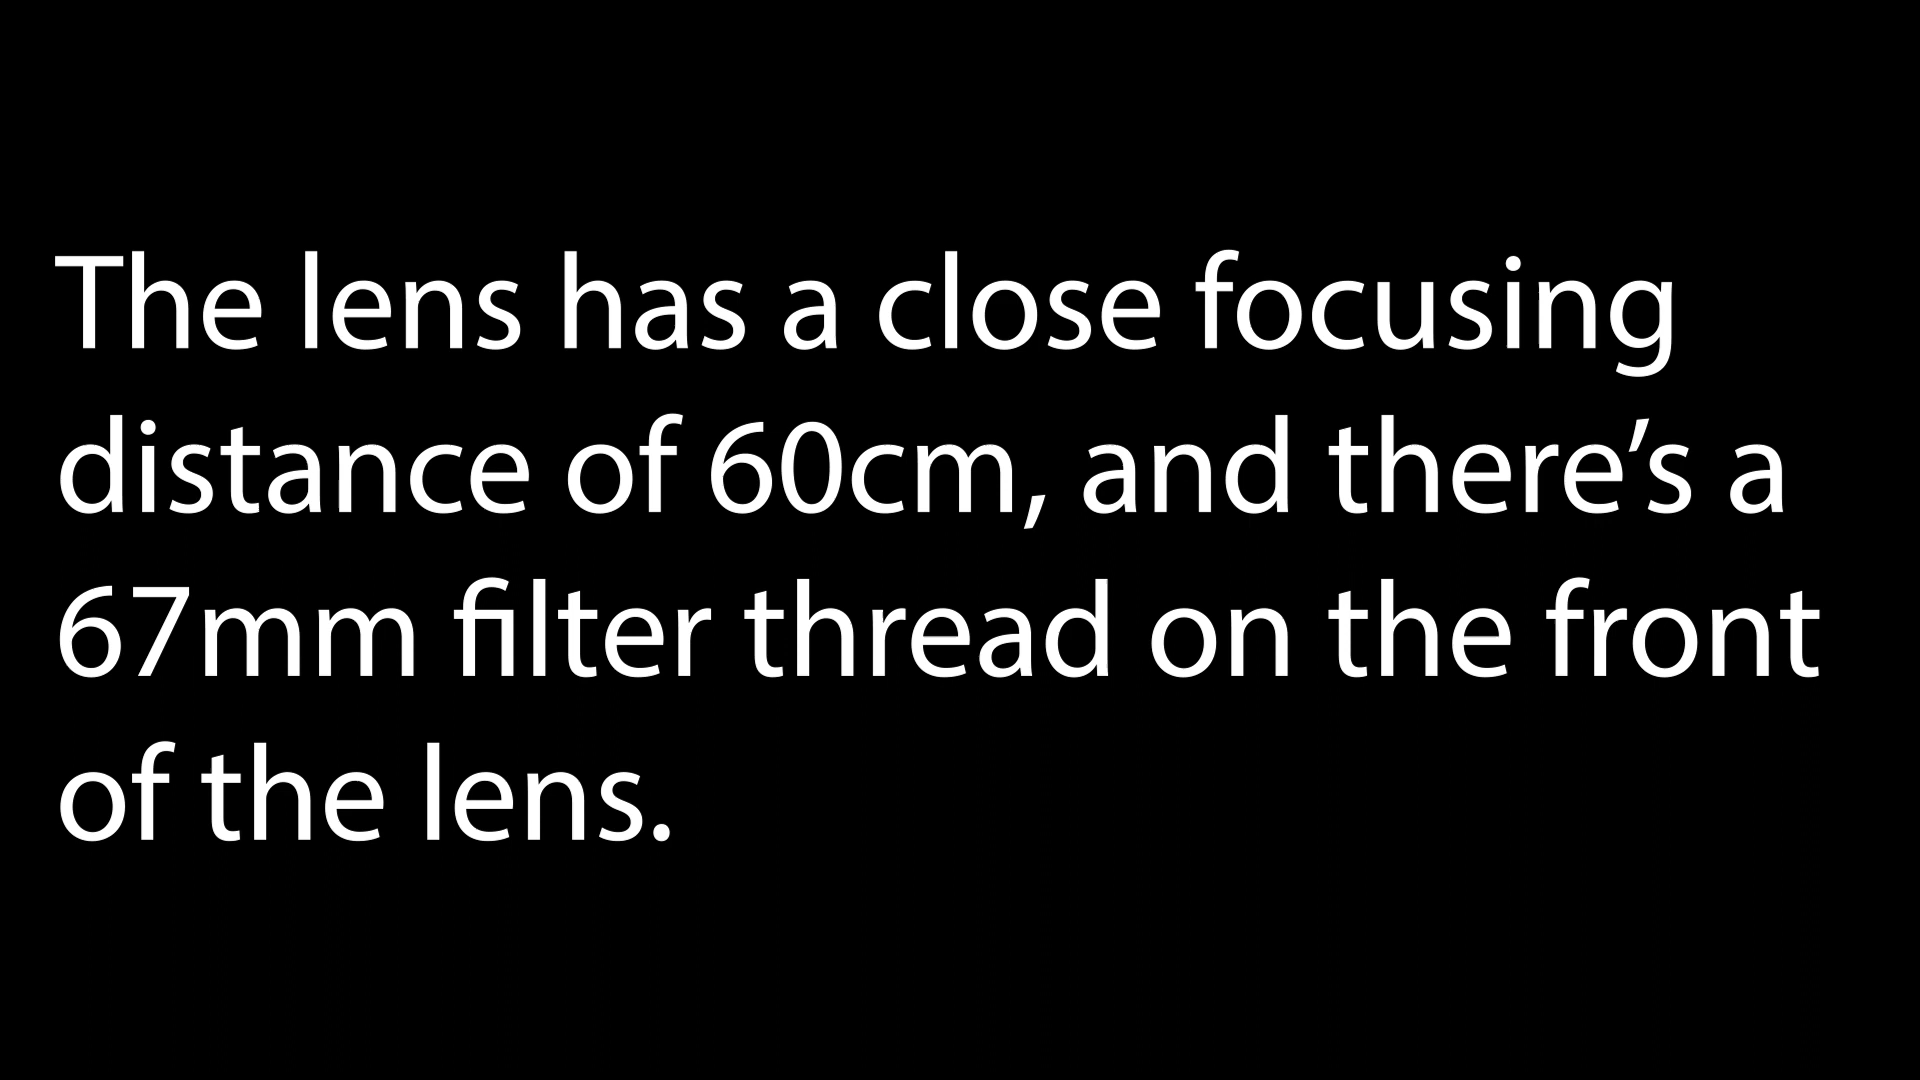 The lens has a close focusing
distance of 60cm, and there’s a
67mm filter thread on the front
of the lens.